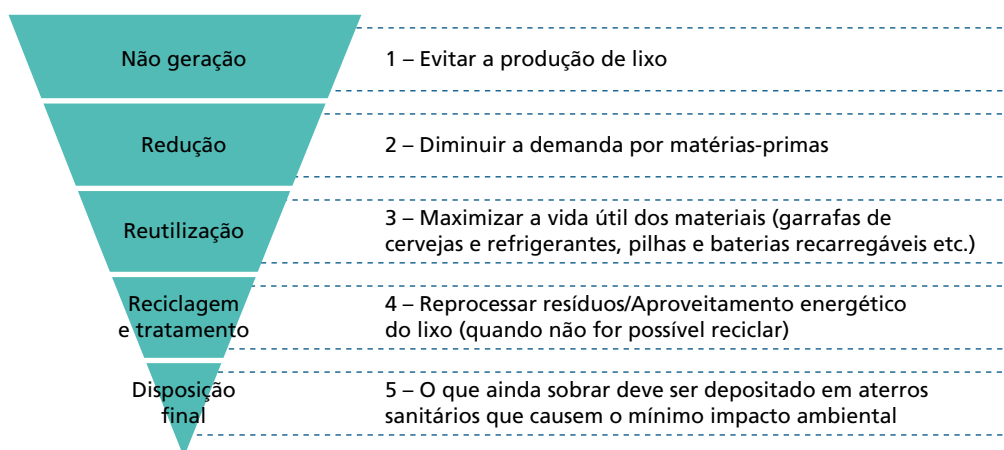 Não geração
1 – Evitar a produção de lixo
Redução
2 – Diminuir a demanda por matérias-primas
Reutilização
3 – Maximizar a vida útil dos materiais (garrafas de
cervejas e refrigerantes, pilhas e baterias recarregáveis etc.)
Reciclagem
e tratamento
4 – Reprocessar resíduos/Aproveitamento energético
do lixo (quando não for possível reciclar)
Disposição
final
5 – O que ainda sobrar deve ser depositado em aterros
sanitários que causem o mínimo impacto ambiental